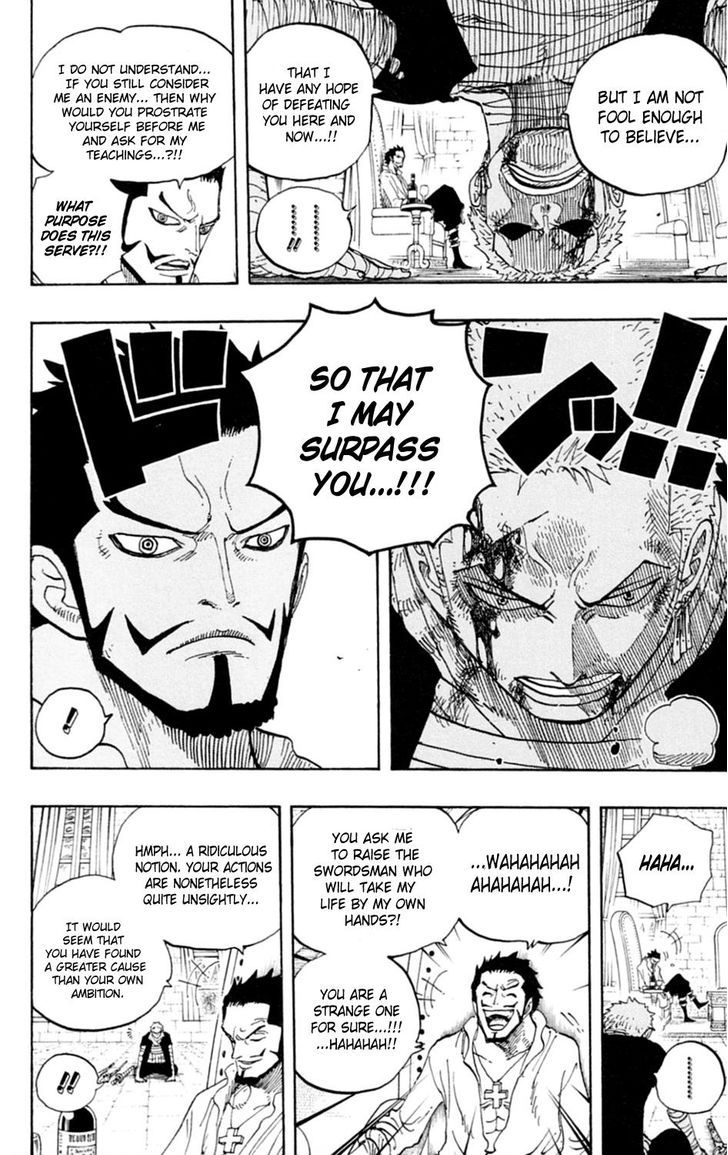 BUT I AM NOT
FOOL ENOUGH
TO BELIEVE...
THAT I
HAVE ANY HOPE
OF DEFEATING
YOU HERE AND
NOW...!!
......!!
I DO NOT UNDERSTAND...
IF YOU STILL CONSIDER
ME AN ENEMY... THEN WHY
WOULD YOU PROSTRATE
YOURSELF BEFORE ME
AND ASK FOR MY
TEACHINGS...?!!
WHAT
PURPOSE
DOES THIS
SERVE?!!
SO THAT
I MAY
SURPASS
YOU...!!!
ドンッ!!
!!
HAHA...
......
...WAHAHAHAH
AHAHAHAH...!
YOU ASK ME
TO RAISE THE
SWORDSMAN WHO
WILL TAKE MY
LIFE BY MY OWN
HANDS?!
YOU ARE A
STRANGE ONE
FOR SURE...!!!
...HAHAHAH!!
HMPH... A RIDICULOUS
NOTION. YOUR ACTIONS
ARE NONETHELESS
QUITE UNSIGHTLY...
IT WOULD
SEEM THAT
YOU HAVE FOUND
A GREATER CAUSE
THAN YOUR OWN
AMBITION.
!!